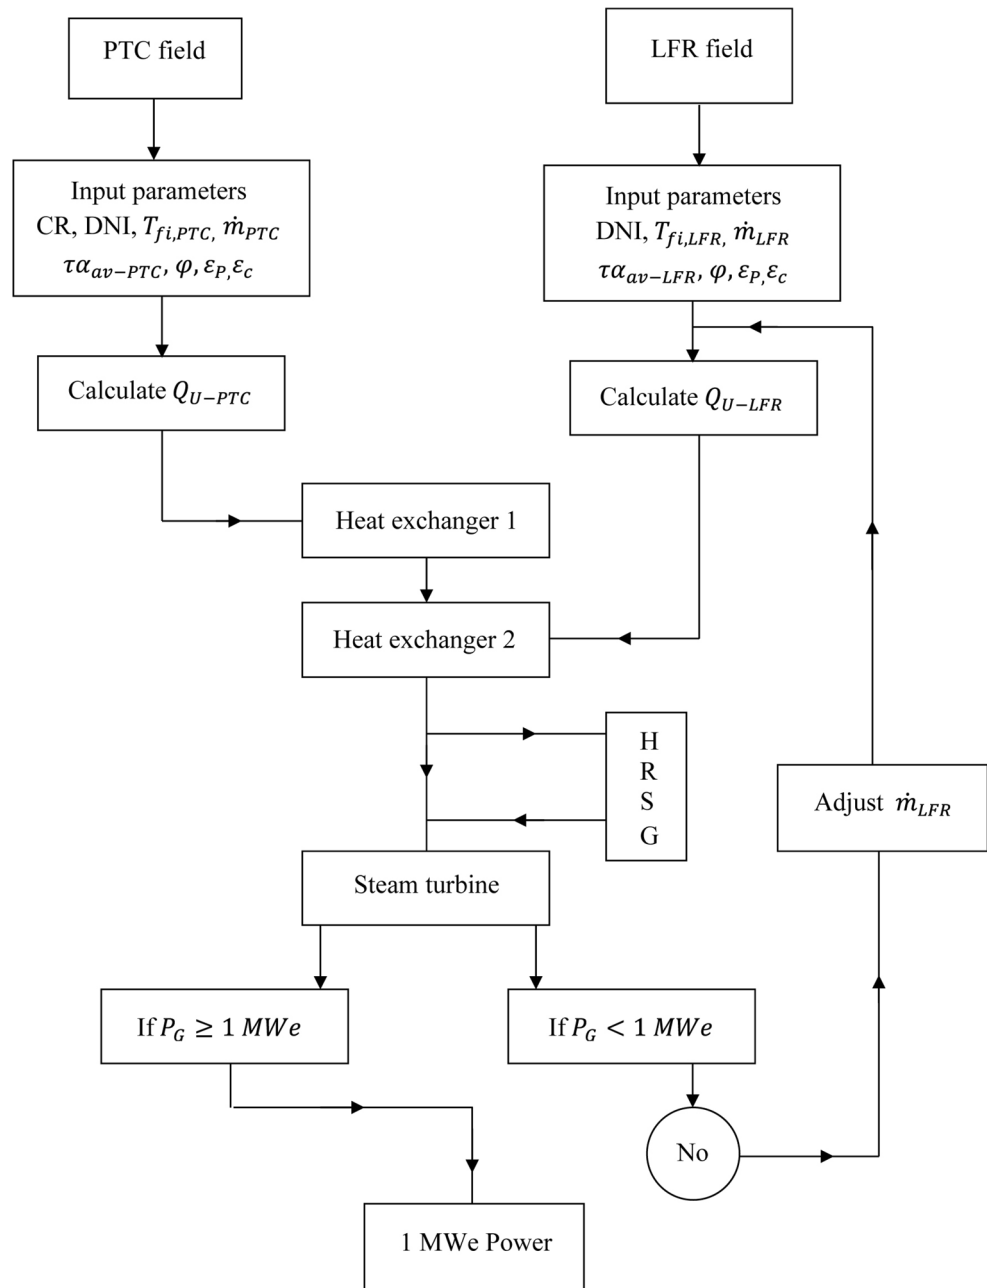 PTC field
LFR field
Input parameters
CR, DNI, T_{fi,PTC,} ṁ_{PTC}
τα_{av−PTC}, φ, ε_{P,}ε_c
Input parameters
DNI, T_{fi,LFR,} ṁ_{LFR}
τα_{av−LFR}, φ, ε_{P,}ε_c
Calculate Q_{U−PTC}
Calculate Q_{U−LFR}
Heat exchanger 1
Heat exchanger 2
H
R
S
G
Adjust ṁ_{LFR}
Steam turbine
If P_G ≥ 1 MWe
If P_G < 1 MWe
No
1 MWe Power